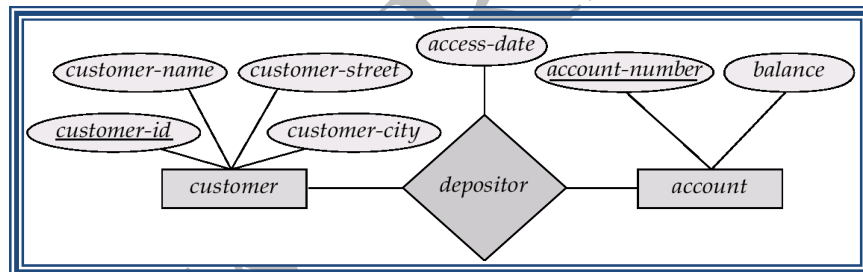 access-date
customer-name customer-street account-number balance
customer-id customer-city
customer depositor account